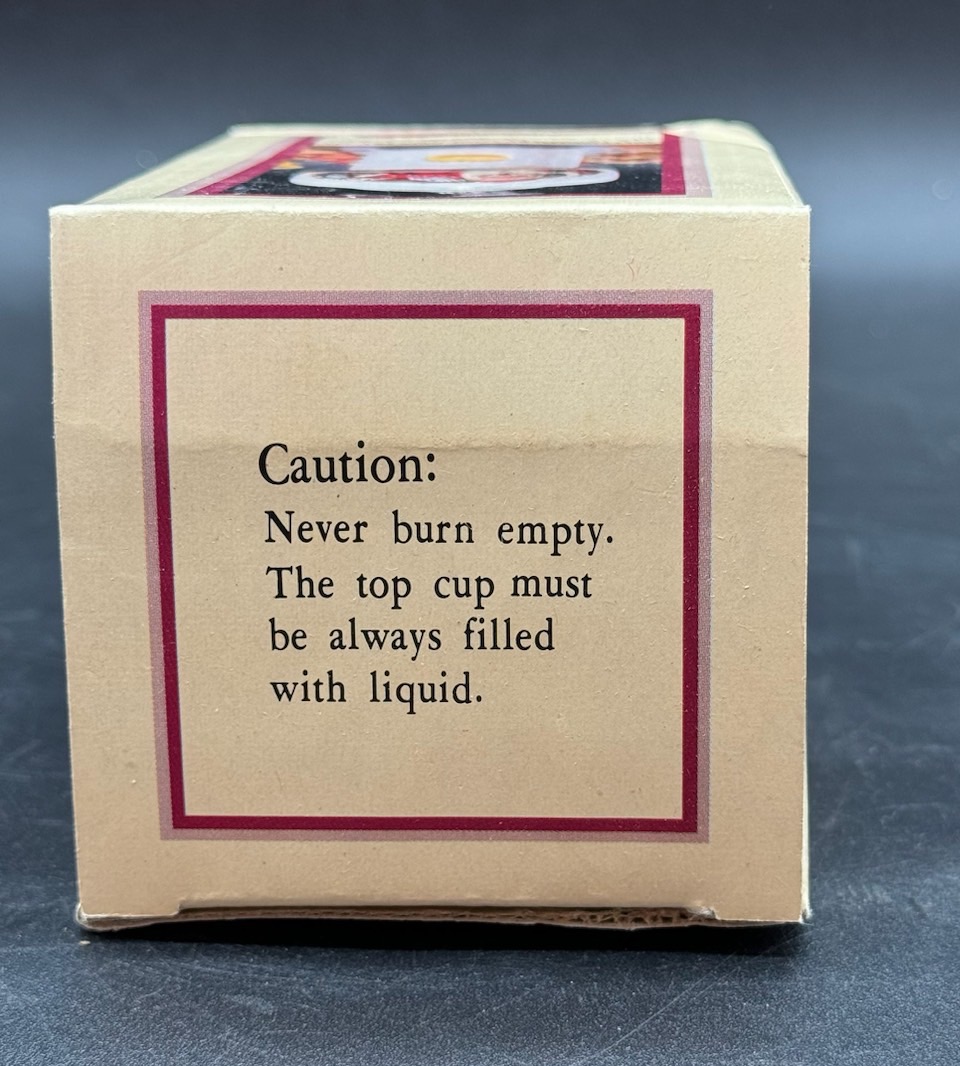 Caution:
Never burn empty.
The top cup must
be always filled
with liquid.